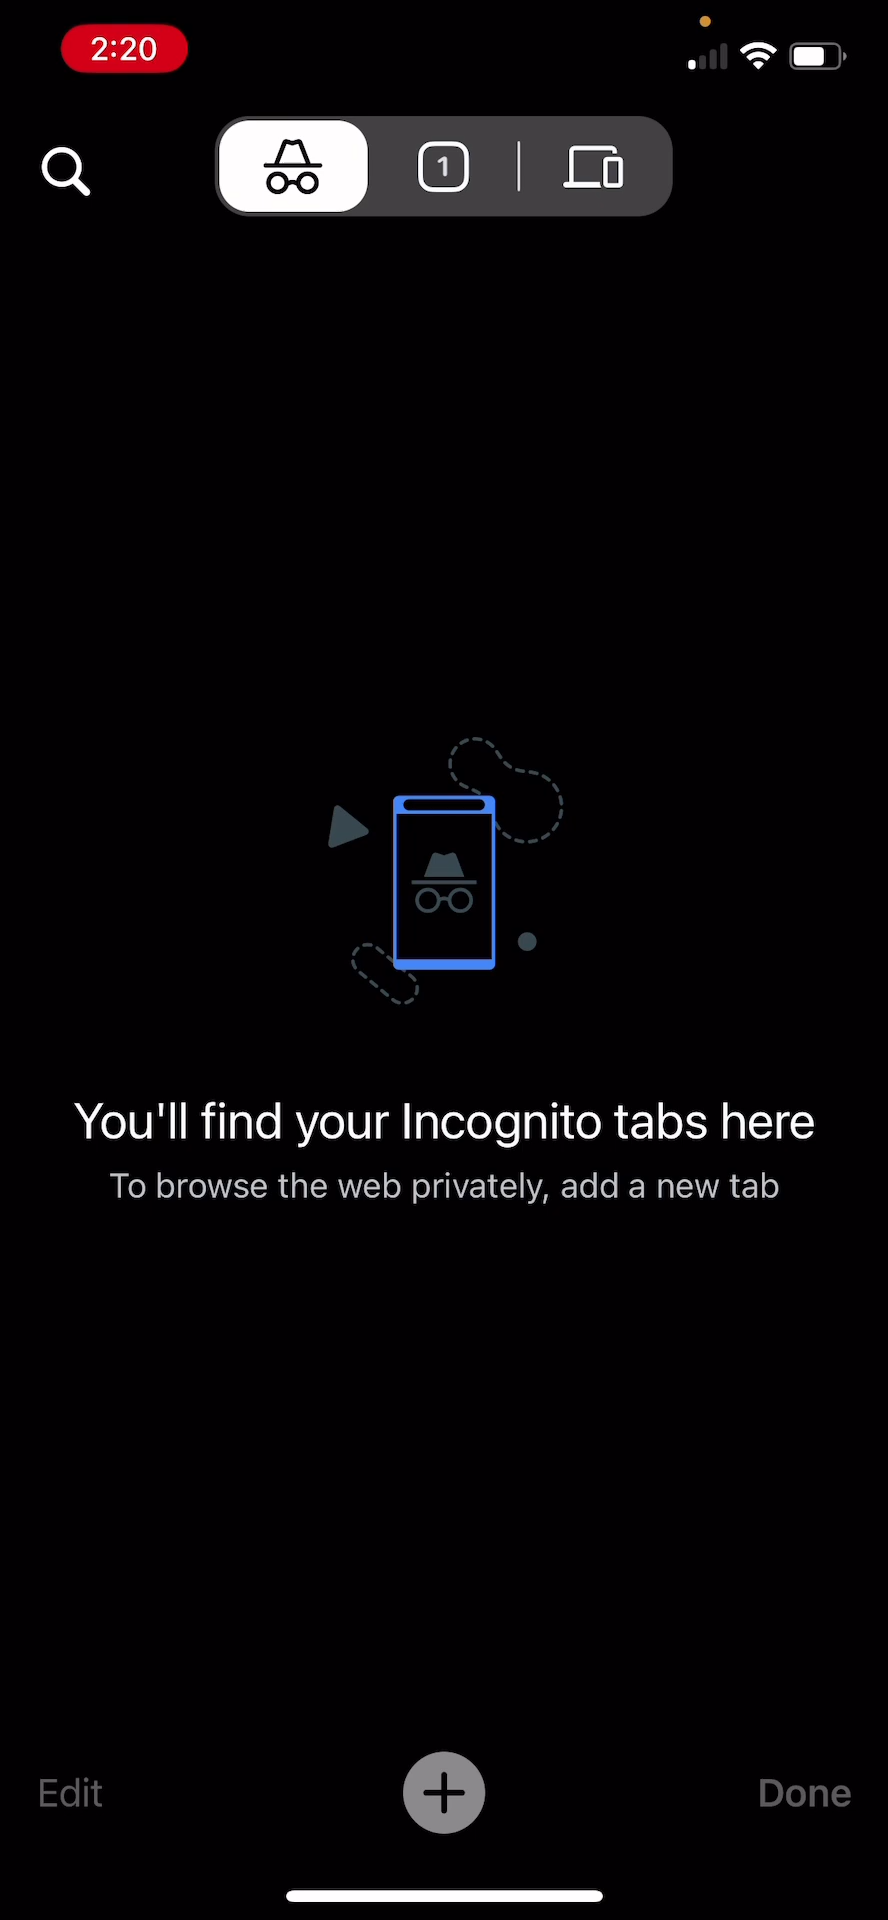 2:20
1
You'll find your Incognito tabs here
To browse the web privately, add a new tab
Edit
Done